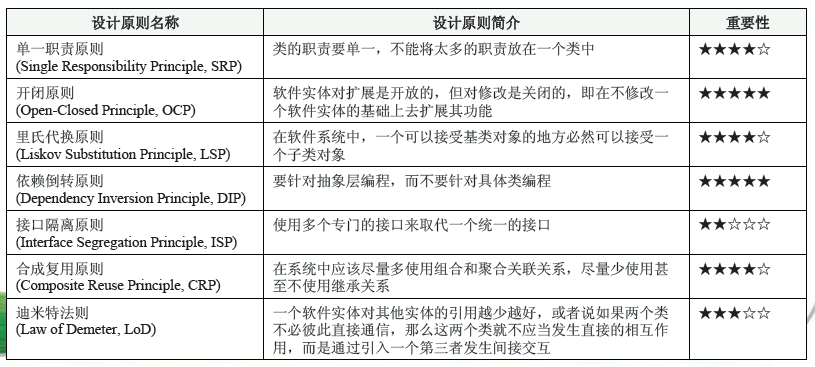 设计原则名称 设计原则简介 重要性
单一职责原则 类的职责要单一，不能将太多的职责放在一个类中 ★★★★☆
(Single Responsibility Principle, SRP)
开闭原则 软件实体对扩展是开放的，但对修改是关闭的，即在不修改一 ★★★★★
(Open-Closed Principle, OCP) 个软件实体的基础上去扩展其功能
里氏代换原则 在软件系统中，一个可以接受基类对象的地方必然可以接受一 ★★★★☆
(Liskov Substitution Principle, LSP) 个子类对象
依赖倒转原则 要针对抽象层编程，而不要针对具体类编程 ★★★★★
(Dependency Inversion Principle, DIP)
接口隔离原则 使用多个专门的接口来取代一个统一的接口 ★★☆☆☆
(Interface Segregation Principle, ISP)
合成复用原则 在系统中应该尽量多使用组合和聚合关联关系，尽量少使用甚 ★★★★☆
(Composite Reuse Principle, CRP) 至不使用继承关系
迪米特法则 一个软件实体对其他实体的引用越少越好，或者说如果两个类 ★★★☆☆
(Law of Demeter, LoD) 不必彼此直接通信，那么这两个类就不应当发生直接的相互作
用，而是通过引入一个第三者发生间接交互